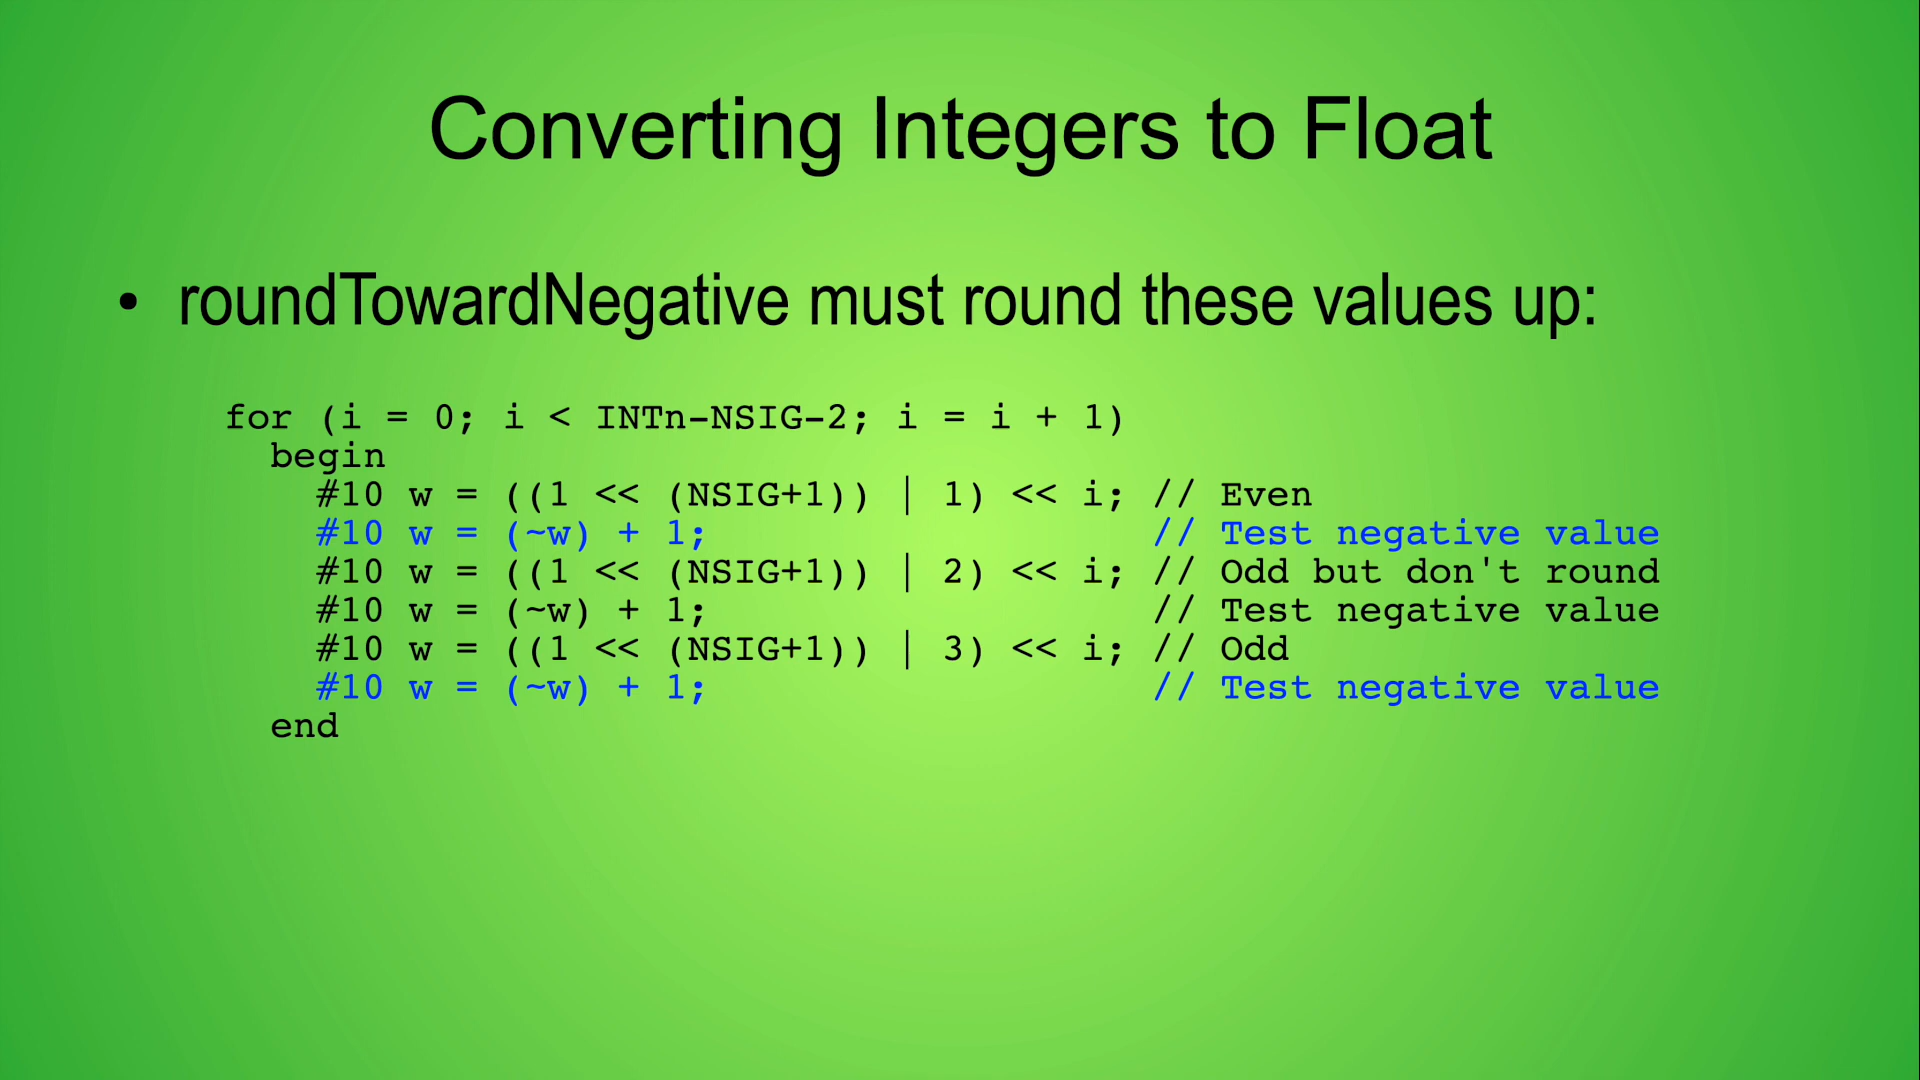 Converting Integers to Float
• roundTowardNegative must round these values up:
for (i = 0; i < INTn-NSIG-2; i = i + 1)
  begin
    #10 w = ((1 << (NSIG+1)) | 1) << i; // Even
    #10 w = (~w) + 1;                   // Test negative value
    #10 w = ((1 << (NSIG+1)) | 2) << i; // Odd but don't round
    #10 w = (~w) + 1;                   // Test negative value
    #10 w = ((1 << (NSIG+1)) | 3) << i; // Odd
    #10 w = (~w) + 1;                   // Test negative value
  end